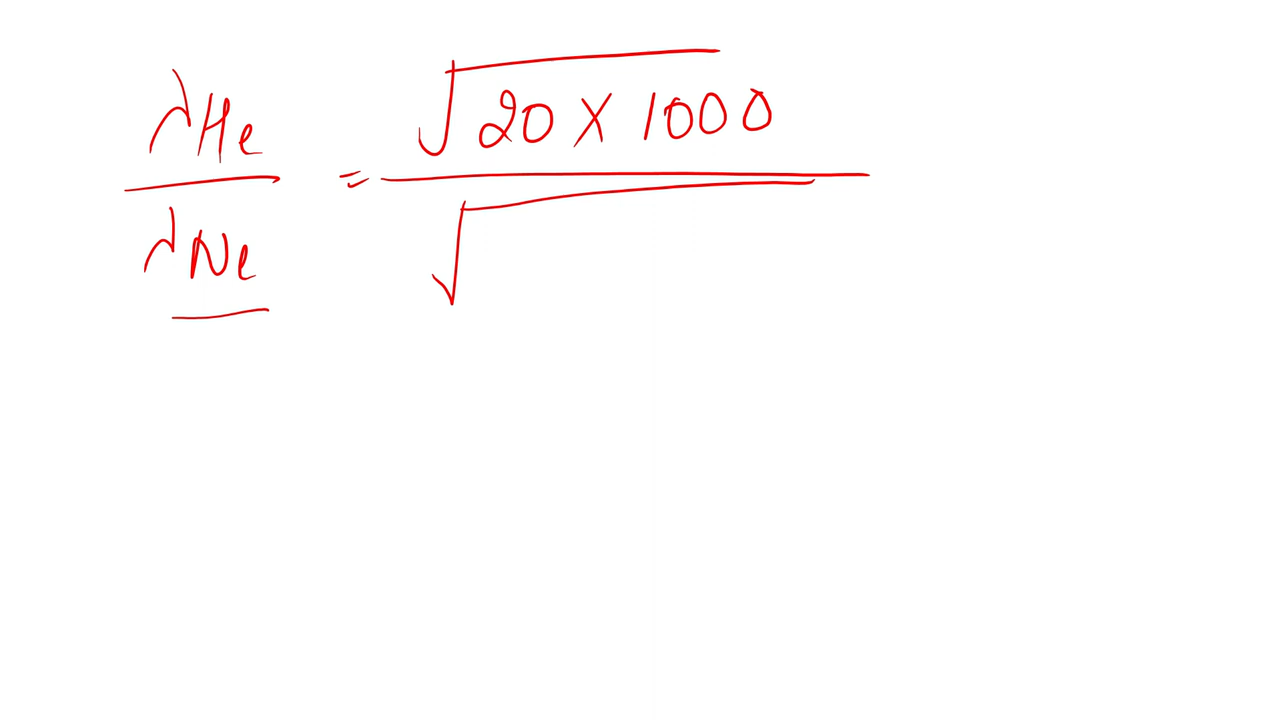 λHe / λNe = √20 X 1000 / √